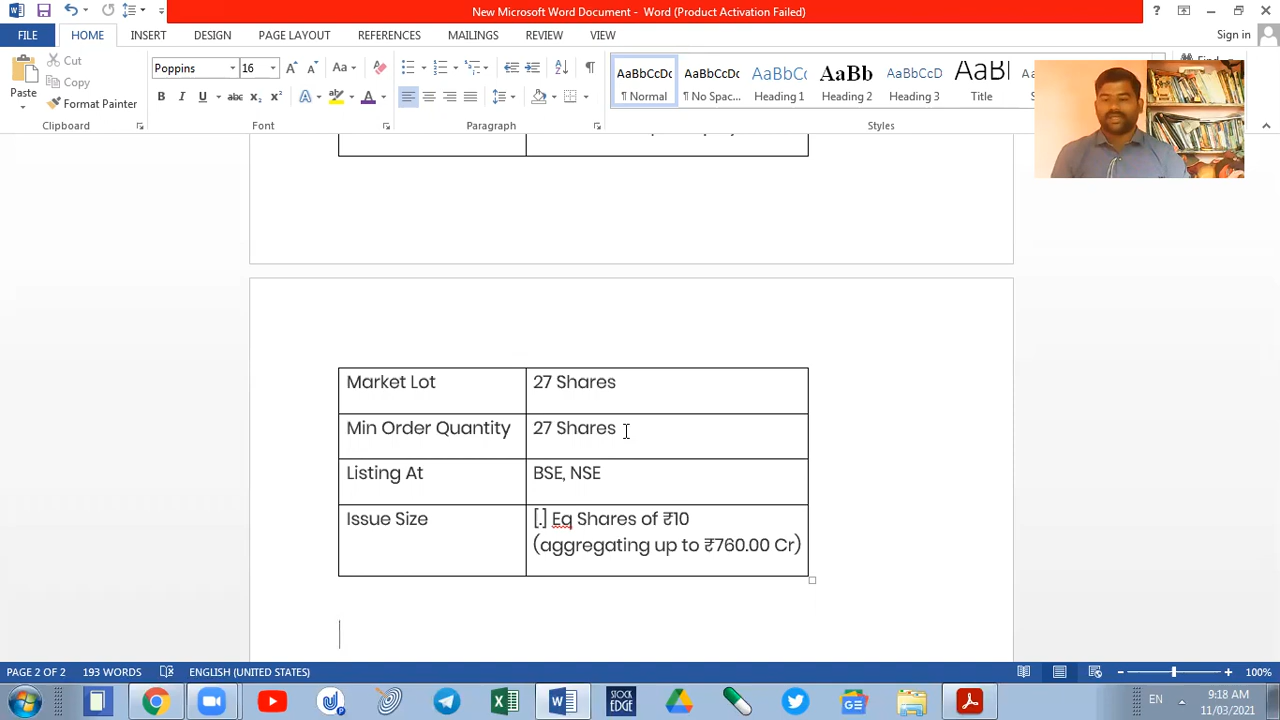 New Microsoft Word Document - Word (Product Activation Failed)
FILE HOME INSERT DESIGN PAGE LAYOUT REFERENCES MAILINGS REVIEW VIEW Sign in
Paste
Cut
Copy
Format Painter
Clipboard
Poppins 16
Font
Paragraph
AaBbCcDc
¶ Normal
AaBbCcDc
¶ No Spac...
AaBbCc
Heading 1
AaBb
Heading 2
AaBbCcD
Heading 3
AaBl
Title
Styles
Market Lot 27 Shares
Min Order Quantity 27 Shares
Listing At BSE, NSE
Issue Size [.] Eq Shares of ₹10
(aggregating up to ₹760.00 Cr)
PAGE 2 OF 2 193 WORDS ENGLISH (UNITED STATES) 100%
STOCK
EDGE
EN
9:18 AM
11/03/2021